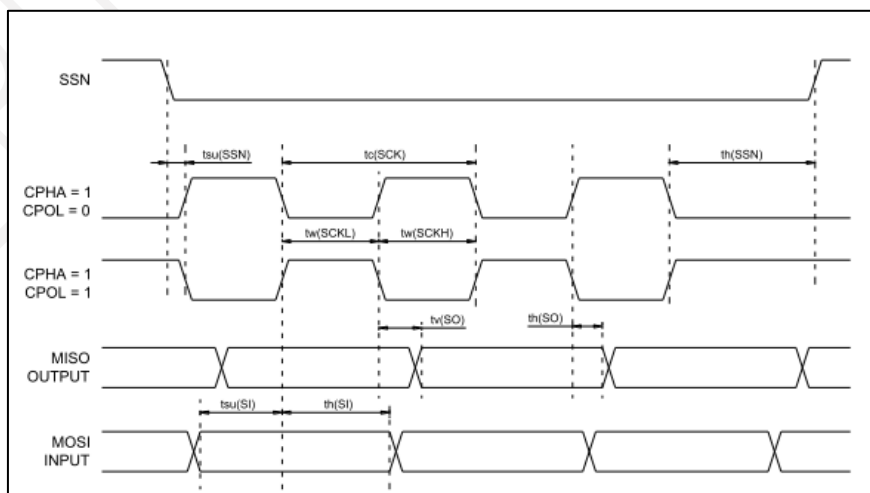 SSN
tsu(SSN)
tc(SCK)
th(SSN)
CPHA = 1
CPOL = 0
tw(SCKL)
tw(SCKH)
CPHA = 1
CPOL = 1
tv(SO)
th(SO)
MISO
OUTPUT
tsu(SI)
th(SI)
MOSI
INPUT